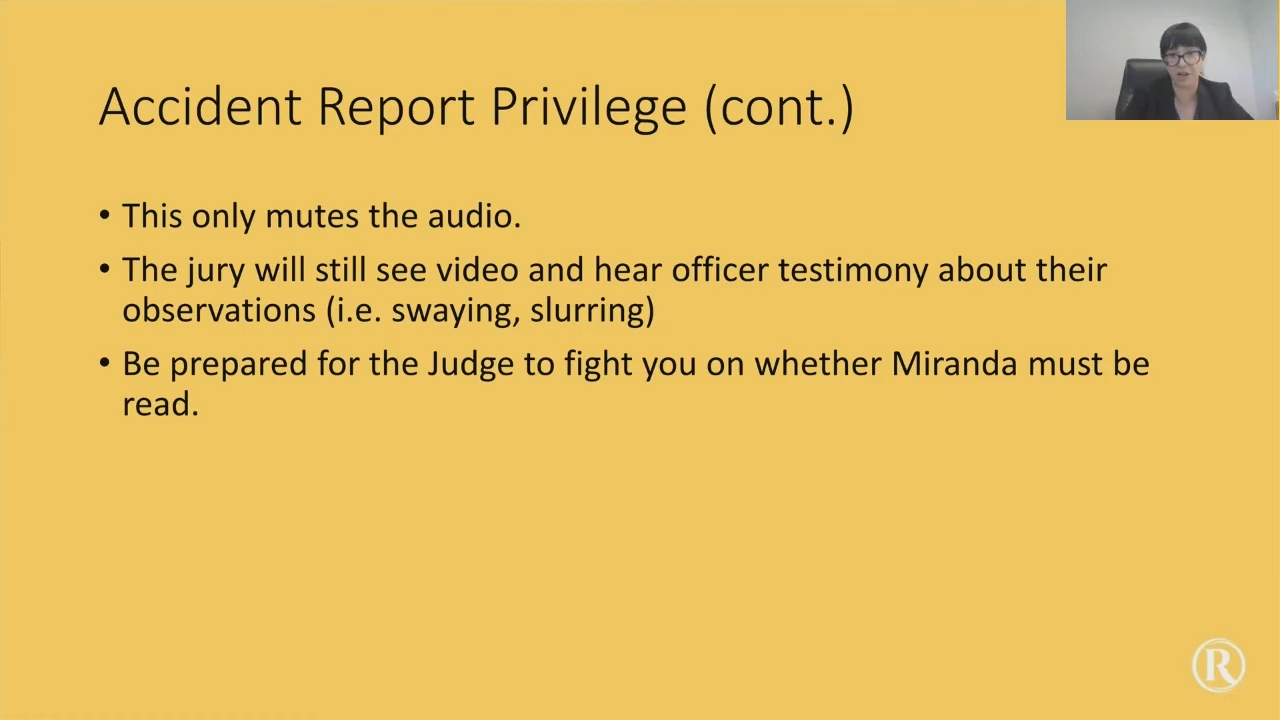 Accident Report Privilege (cont.)
• This only mutes the audio.
• The jury will still see video and hear officer testimony about their
observations (i.e. swaying, slurring)
• Be prepared for the Judge to fight you on whether Miranda must be
read.
R